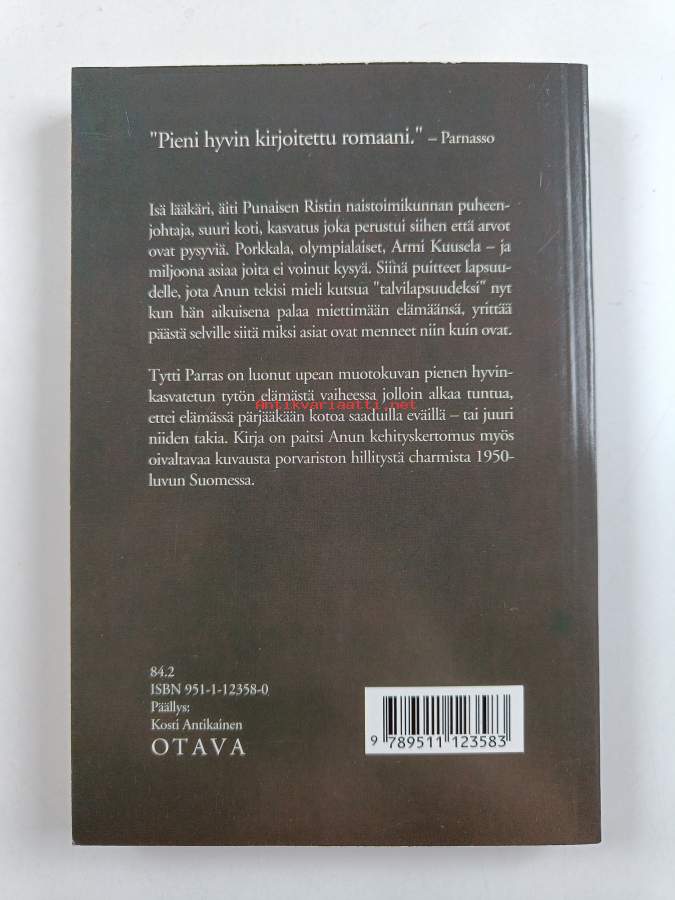 "Pieni hyvin kirjoitettu romaani." – Parnasso
Isä lääkäri, äiti Punaisen Ristin naistoimikunnan puheen-
johtaja, suuri koti, kasvatus joka perustui siihen että arvot
ovat pysyviä. Porkkala, olympialaiset, Armi Kuusela – ja
miljoona asiaa joita ei voinut kysyä. Siinä puitteet lapsuu-
delle, jota Anun tekisi mieli kutsua "talvilapsuudeksi" nyt
kun hän aikuisena palaa miettimään elämäänsä, yrittää
päästä selville siitä miksi asiat ovat menneet niin kuin ovat.
Tytti Parras on luonut upean muotokuvan pienen hyvin-
kasvatetun tytön elämästä vaiheessa jolloin alkaa tuntua,
Antikvariaatti.net
ettei elämässä pärjääkään kotoa saaduilla eväillä – tai juuri
niiden takia. Kirja on paitsi Anun kehityskertomus myös
oivaltavaa kuvausta porvariston hillitystä charmista 1950-
luvun Suomessa.
84.2
ISBN 951-1-12358-0
Päällys:
Kosti Antikainen
OTAVA
9 789511 123583